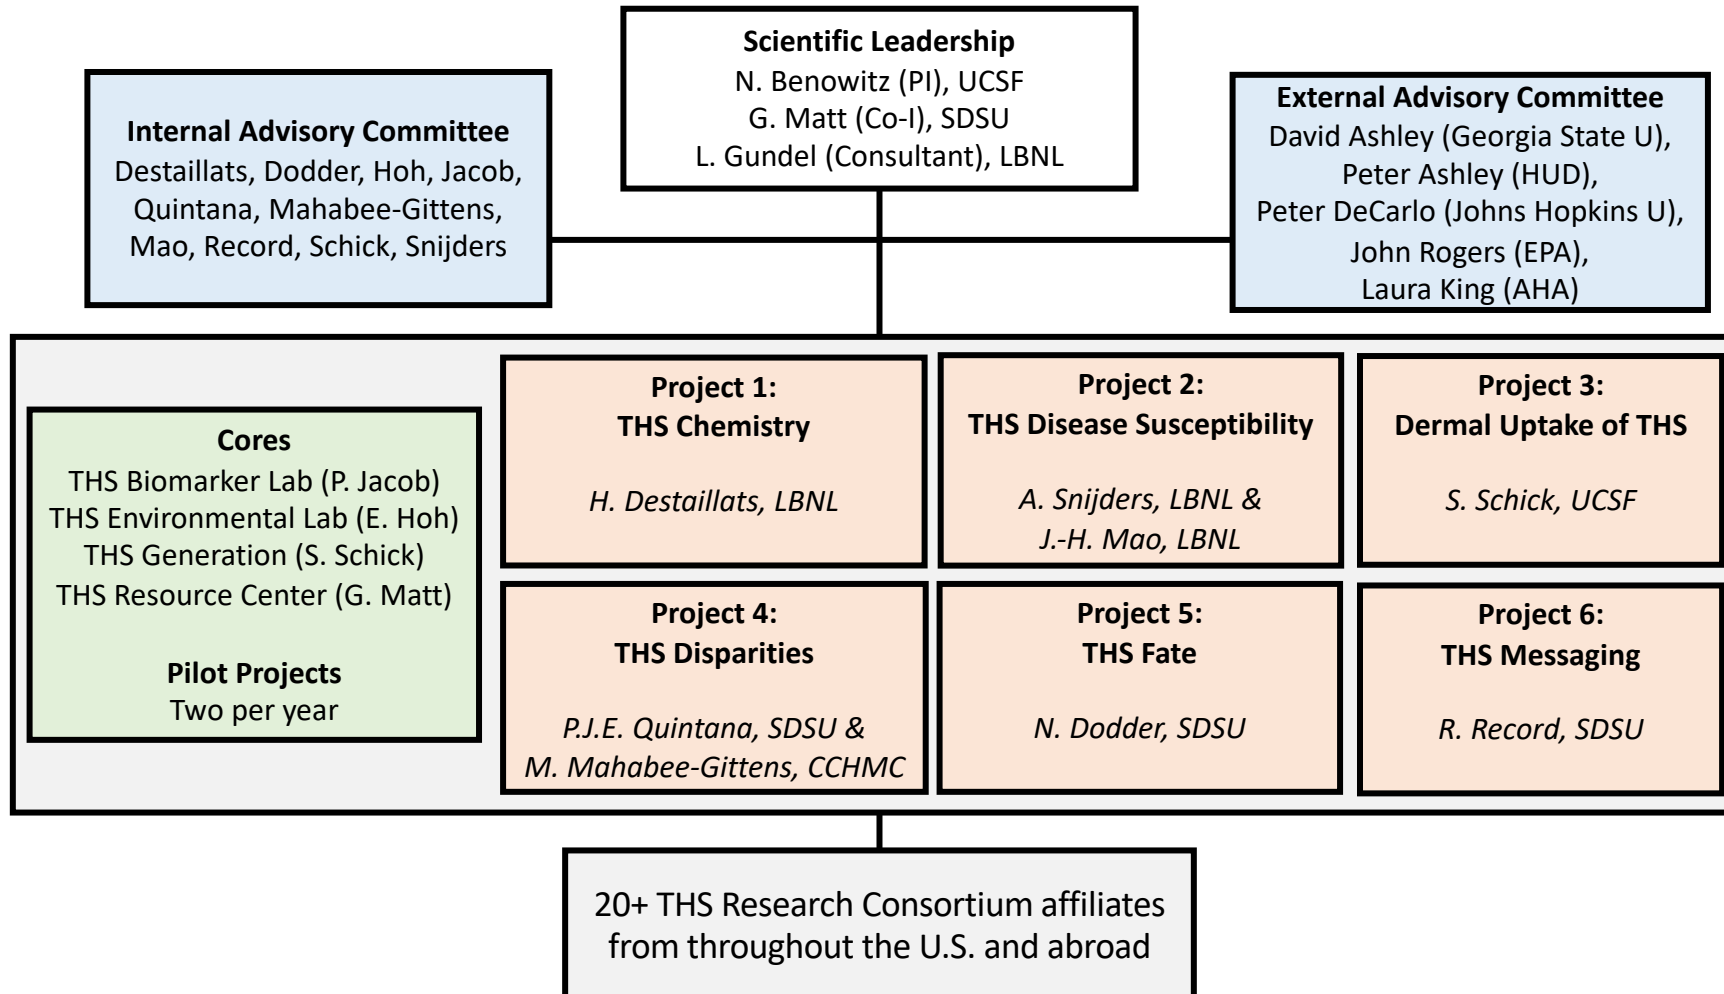 Scientific Leadership
N. Benowitz (PI), UCSF
G. Matt (Co-I), SDSU
L. Gundel (Consultant), LBNL
Internal Advisory Committee
Destaillats, Dodder, Hoh, Jacob,
Quintana, Mahabee-Gittens,
Mao, Record, Schick, Snijders
External Advisory Committee
David Ashley (Georgia State U),
Peter Ashley (HUD),
Peter DeCarlo (Johns Hopkins U),
John Rogers (EPA),
Laura King (AHA)
Cores
THS Biomarker Lab (P. Jacob)
THS Environmental Lab (E. Hoh)
THS Generation (S. Schick)
THS Resource Center (G. Matt)
Pilot Projects
Two per year
Project 1:
THS Chemistry
H. Destaillats, LBNL
Project 2:
THS Disease Susceptibility
A. Snijders, LBNL &
J.-H. Mao, LBNL
Project 3:
Dermal Uptake of THS
S. Schick, UCSF
Project 4:
THS Disparities
P.J.E. Quintana, SDSU &
M. Mahabee-Gittens, CCHMC
Project 5:
THS Fate
N. Dodder, SDSU
Project 6:
THS Messaging
R. Record, SDSU
20+ THS Research Consortium affiliates
from throughout the U.S. and abroad